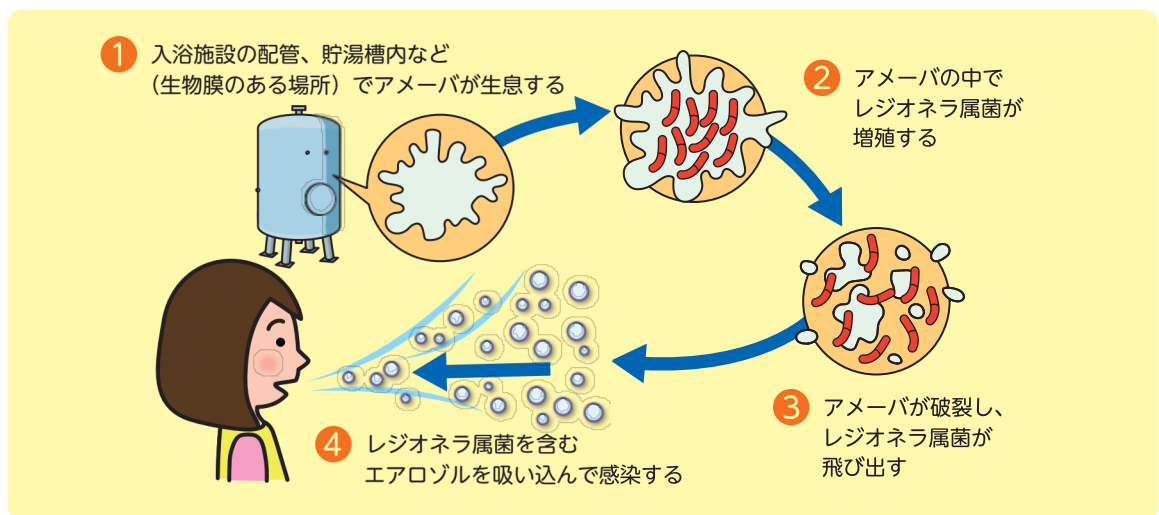 1 入浴施設の配管、貯湯槽内など
（生物膜のある場所）でアメーバが生息する
2 アメーバの中で
レジオネラ属菌が
増殖する
3 アメーバが破裂し、
レジオネラ属菌が
飛び出す
4 レジオネラ属菌を含む
エアロゾルを吸い込んで感染する